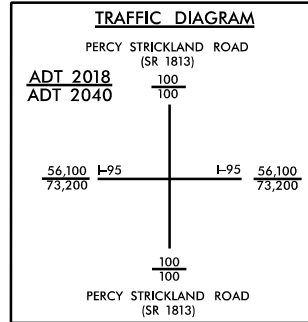 TRAFFIC DIAGRAM
PERCY STRICKLAND ROAD
(SR 1813)
ADT 2018
ADT 2040
100
100
56,100
73,200
I-95
I-95
56,100
73,200
100
100
PERCY STRICKLAND ROAD
(SR 1813)